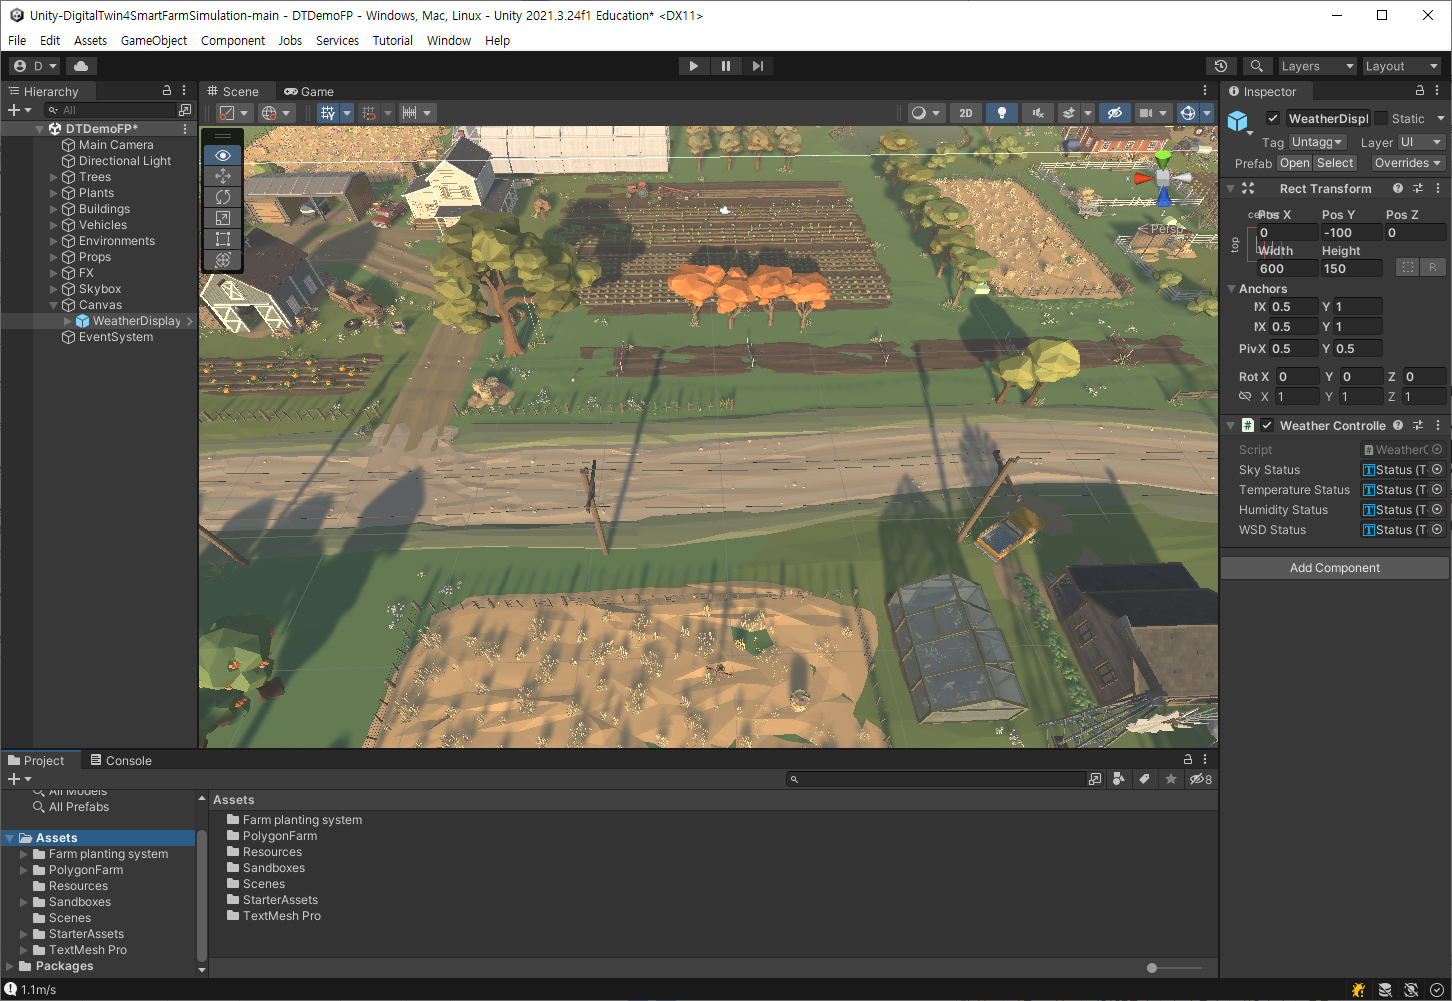 Unity-DigitalTwin4SmartFarmSimulation-main - DTDemoFP - Windows, Mac, Linux - Unity 2021.3.24f1 Education* <DX11>
File Edit Assets GameObject Component Jobs Services Tutorial Window Help
D Layers Layout
Hierarchy
All
DTDemoFP*
Main Camera
Directional Light
Trees
Plants
Buildings
Vehicles
Environments
Props
FX
Skybox
Canvas
WeatherDisplay
EventSystem
Scene Game
2D
Persp
Inspector
WeatherDispl Static
Tag Untagg Layer UI
Prefab Open Select Overrides
Rect Transform
center Pos X Pos Y Pos Z
top
0 -100 0
Width Height
600 150 R
Anchors
X 0.5 Y 1
X 0.5 Y 1
Piv X 0.5 Y 0.5
Rot X 0 Y 0 Z 0
X 1 Y 1 Z 1
# Weather Controlle
Script # WeatherC
Sky Status T Status (T
Temperature Status T Status (T
Humidity Status T Status (T
WSD Status T Status (T
Add Component
Project Console
8
All Models
All Prefabs
Assets
Farm planting system
PolygonFarm
Resources
Sandboxes
Scenes
StarterAssets
TextMesh Pro
Packages
Assets
Farm planting system
PolygonFarm
Resources
Sandboxes
Scenes
StarterAssets
TextMesh Pro
1.1m/s